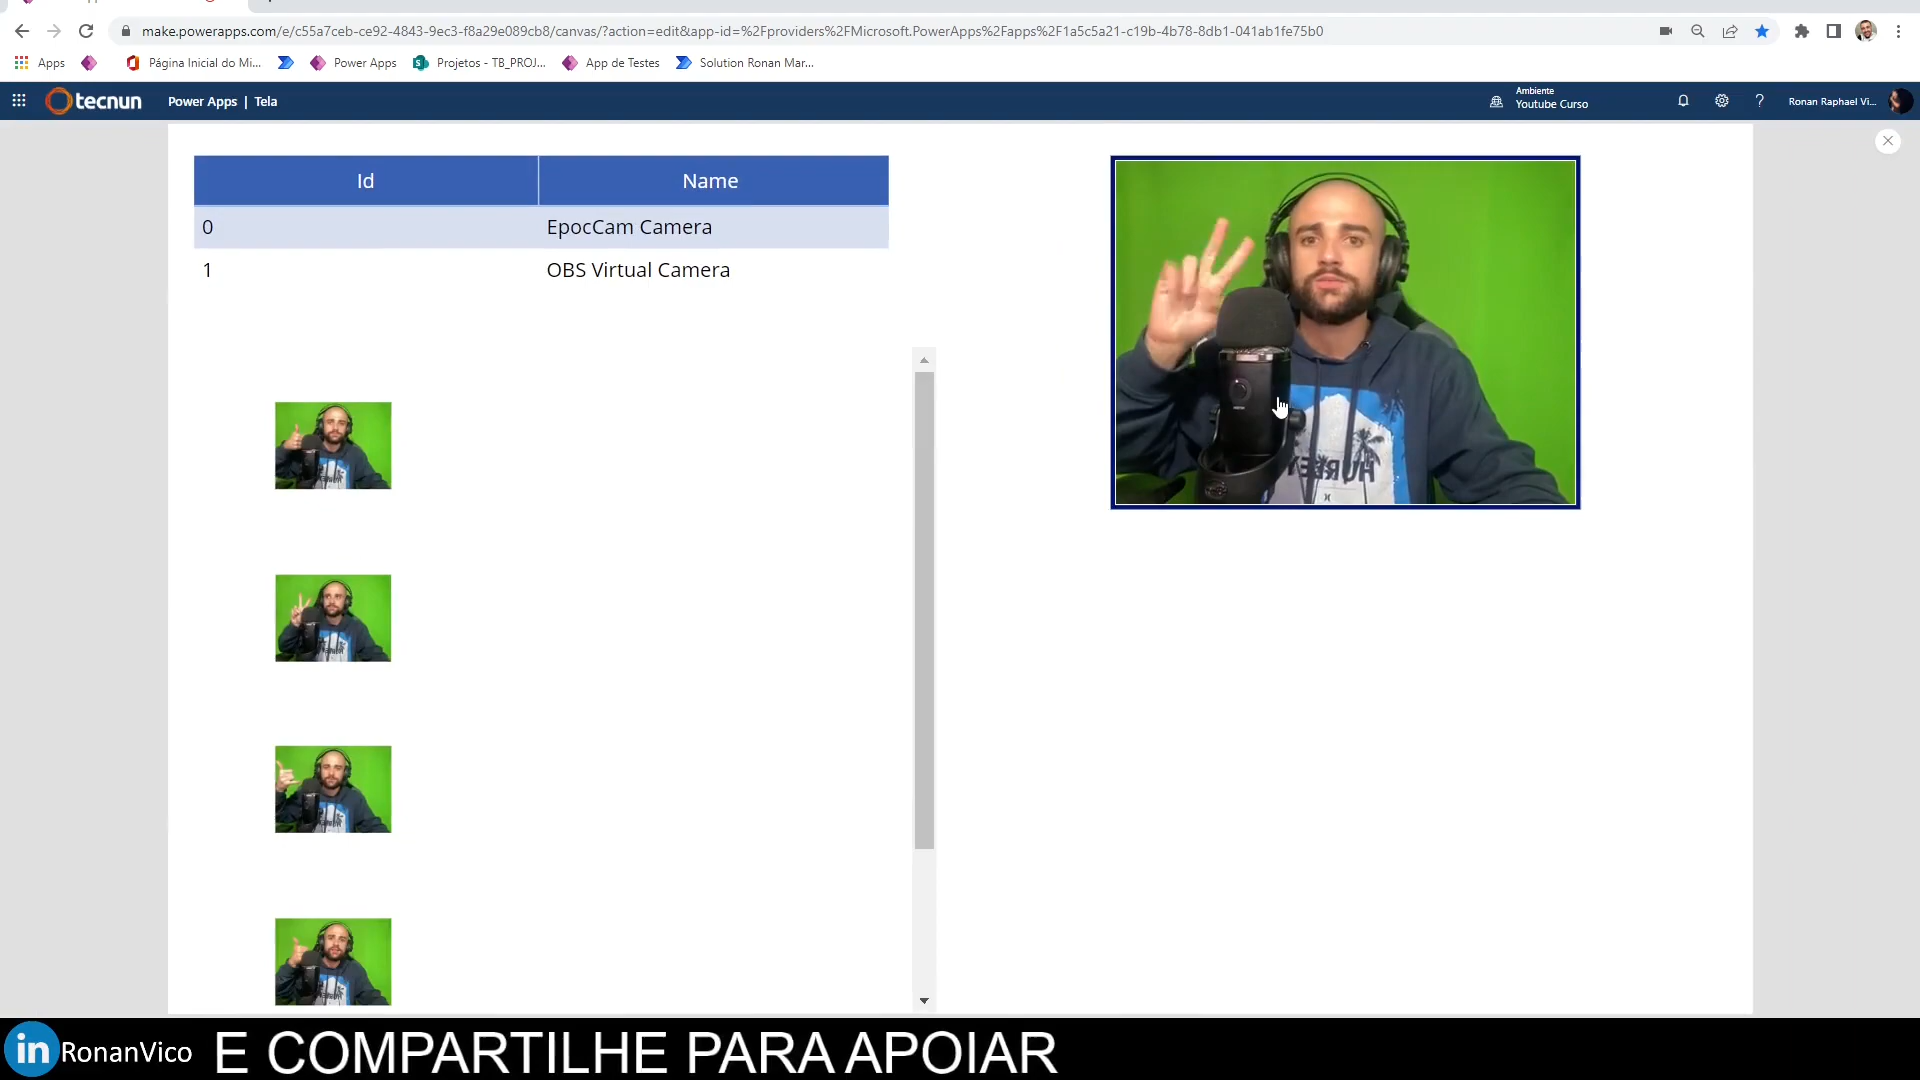 make.powerapps.com/e/c55a7ceb-ce92-4843-9ec3-f8a29e089cb8/canvas/?action=edit&app-id=%2Fproviders%2FMicrosoft.PowerApps%2Fapps%2F1a5c5a21-c19b-4b78-8db1-041ab1fe75b0
Apps
Página Inicial do Mi...
Power Apps
Projetos - TB_PROJ...
App de Testes
Solution Ronan Mar...
tecnun
Power Apps | Tela
Ambiente
Youtube Curso
?
Ronan Raphael Vi...
Id Name
0 EpocCam Camera
1 OBS Virtual Camera
in RonanVico E COMPARTILHE PARA APOIAR